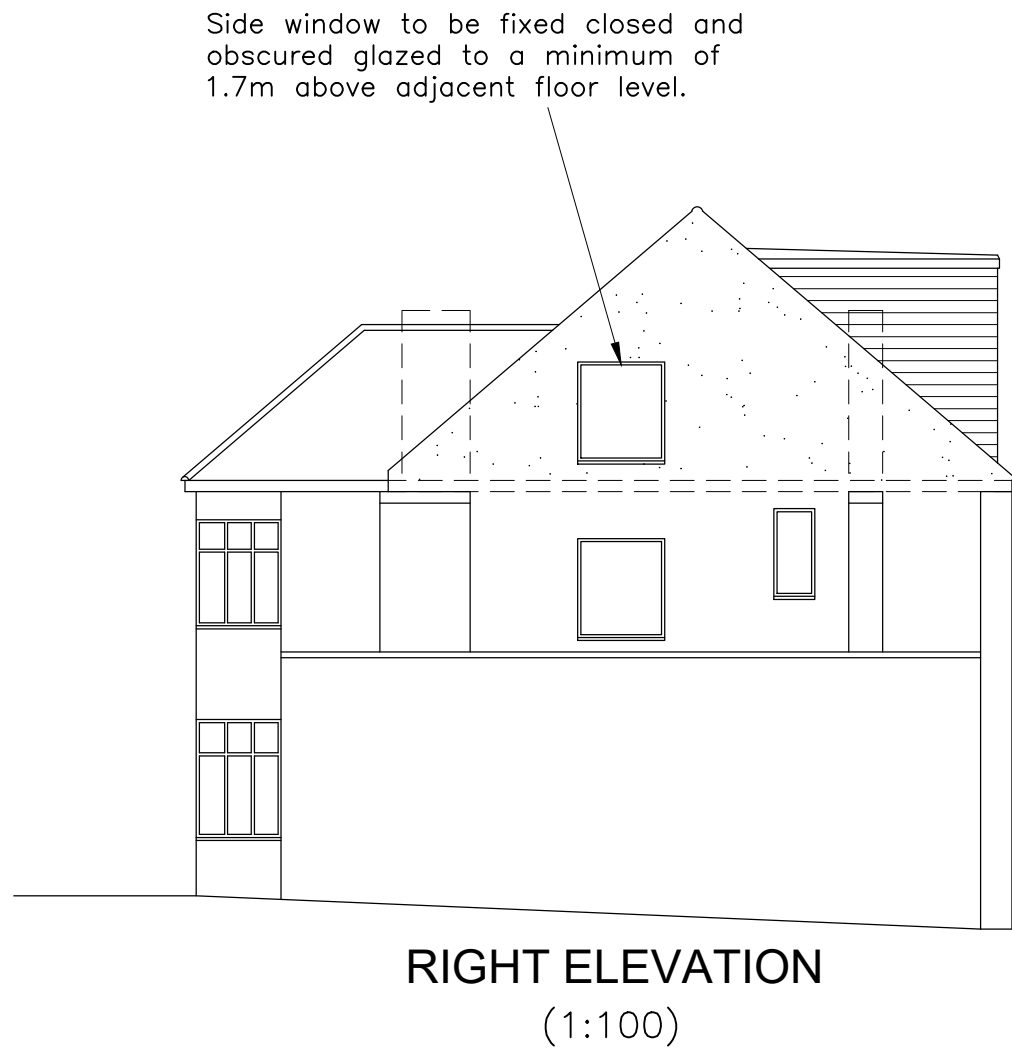 Side window to be fixed closed and
obscured glazed to a minimum of
1.7m above adjacent floor level.
RIGHT ELEVATION
(1:100)